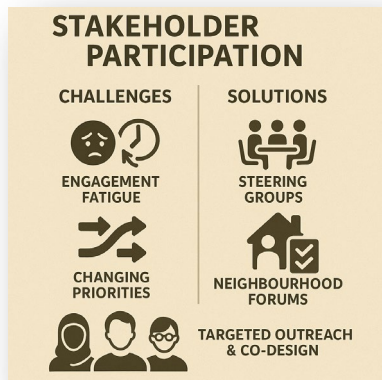 STAKEHOLDER
PARTICIPATION
CHALLENGES
ENGAGEMENT
FATIGUE
CHANGING
PRIORITIES
SOLUTIONS
STEERING
GROUPS
NEIGHBOURHOOD
FORUMS
TARGETED OUTREACH
& CO-DESIGN